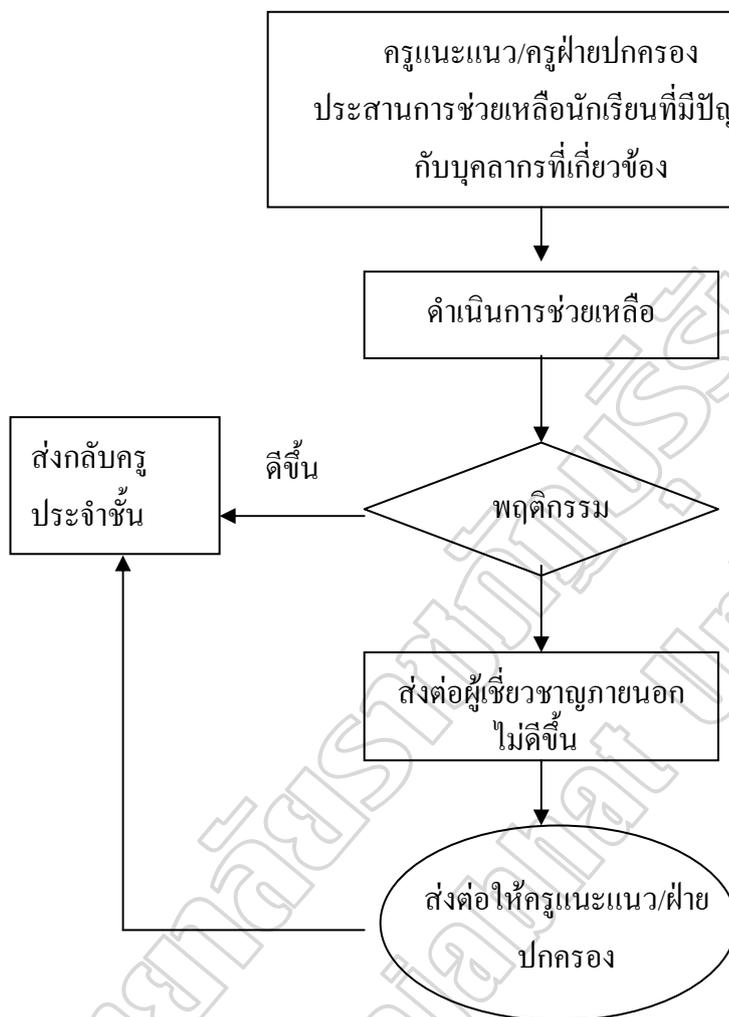 ครูแนะแนว/ครูฝ่ายปกครอง
ประสานการช่วยเหลือนักเรียนที่มีปัญ
กับบุคลากรที่เกี่ยวข้อง
ดำเนินการช่วยเหลือ
ส่งกลับครู
ประจำชั้น
ดีขึ้น
พฤติกรรม
ส่งต่อผู้เชี่ยวชาญภายนอก
ไม่ดีขึ้น
ส่งต่อให้ครูแนะแนว/ฝ่าย
ปกครอง